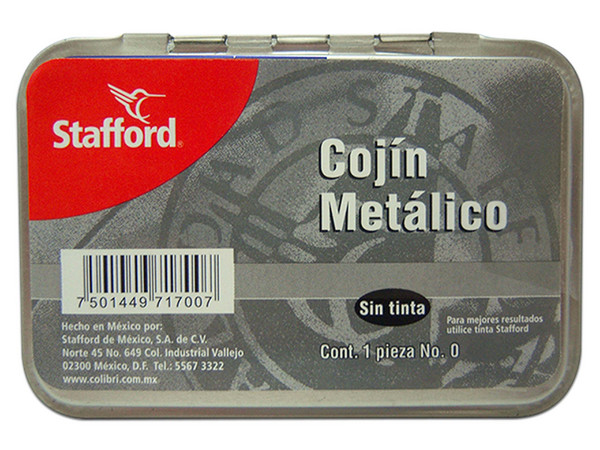 Stafford®
Cojín
Metálico
7 501449 717007
Sin tinta
Para mejores resultados
utilice tinta Stafford
Hecho en México por:
Stafford de México, S.A. de C.V.
Norte 45 No. 649 Col. Industrial Vallejo
02300 México, D.F. Tel.: 5567 3322
www.colibri.com.mx
Cont. 1 pieza No. 0